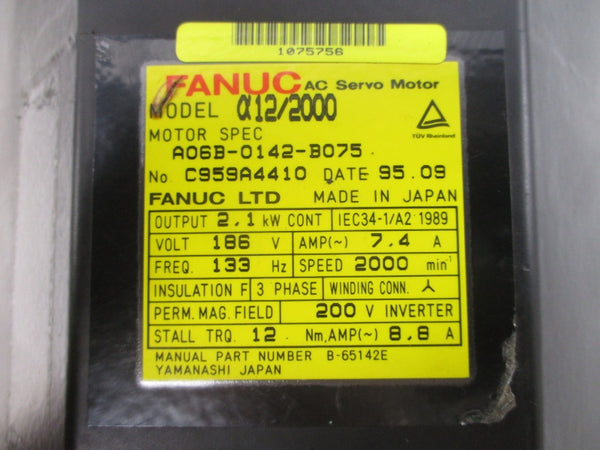 1075756
FANUC AC Servo Motor
MODEL α12/2000
MOTOR SPEC
A06B-0142-B075
TÜV Rheinland
No. C959A4410 DATE 95.09
FANUC LTD MADE IN JAPAN
OUTPUT 2.1 kW CONT IEC34-1/A2 1989
VOLT 186 V AMP(~) 7.4 A
FREQ. 133 Hz SPEED 2000 min⁻¹
INSULATION F 3 PHASE WINDING CONN.
PERM. MAG. FIELD 200 V INVERTER
STALL TRQ. 12 Nm, AMP(~) 8.8 A
MANUAL PART NUMBER B-65142E
YAMANASHI JAPAN